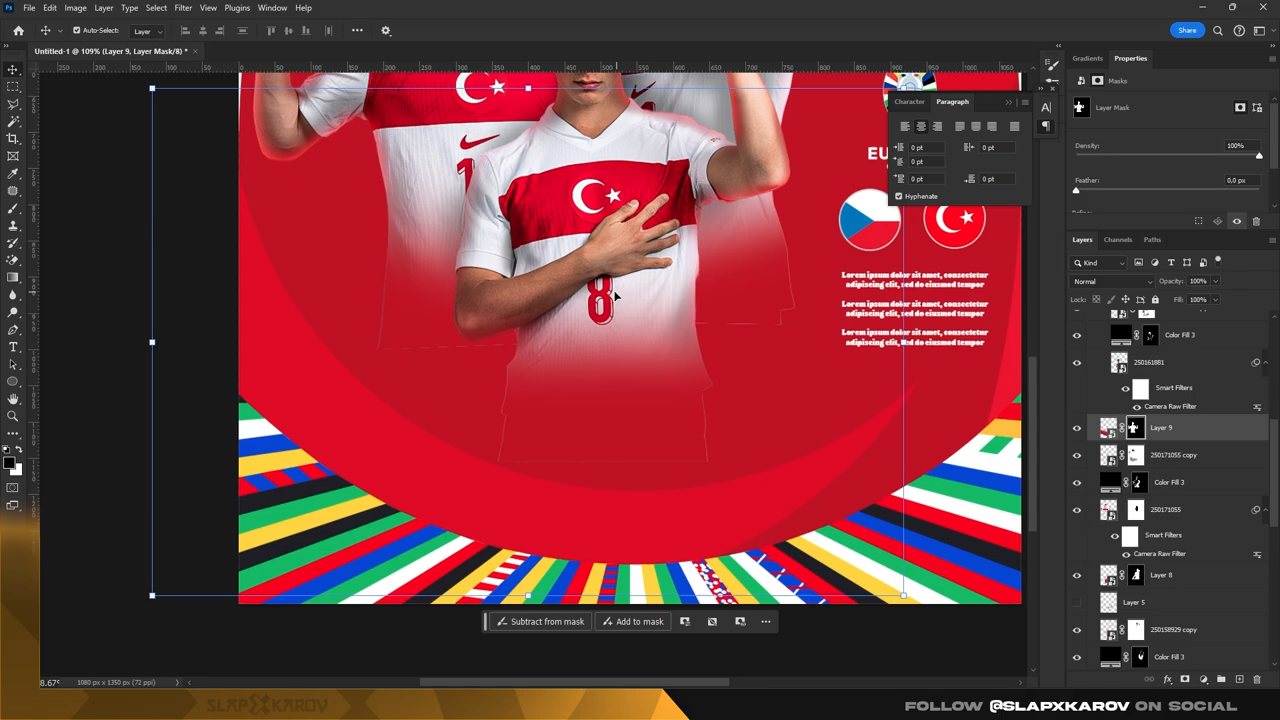 Ps File Edit Image Layer Type Select Filter View Plugins Window Help
Auto-Select: Layer Share
Untitled-1 @ 109% (Layer 9, Layer Mask/8) *
Gradients Properties
Masks
Layer Mask
Density: 100%
Feather: 0,0 px
Character Paragraph
0 pt 0 pt
0 pt
0 pt 0 pt
Hyphenate
EU
8
Lorem ipsum dolor sit amet, consectetur
adipiscing elit, sed do eiusmod tempor
Lorem ipsum dolor sit amet, consectetur
adipiscing elit, sed do eiusmod tempor
Lorem ipsum dolor sit amet, consectetur
adipiscing elit, sed do eiusmod tempor
Layers Channels Paths
Kind
Normal Opacity: 100%
Lock: Fill: 100%
Color Fill 3
250161881
Smart Filters
Camera Raw Filter
Layer 9
250171055 copy
Color Fill 3
250171055
Smart Filters
Camera Raw Filter
Layer 8
Layer 5
250158929 copy
Color Fill 3
Subtract from mask Add to mask
8.67% 1080 px x 1350 px (72 ppi)
SLAPXKAROV
FOLLOW @SLAPXKAROV ON SOCIAL